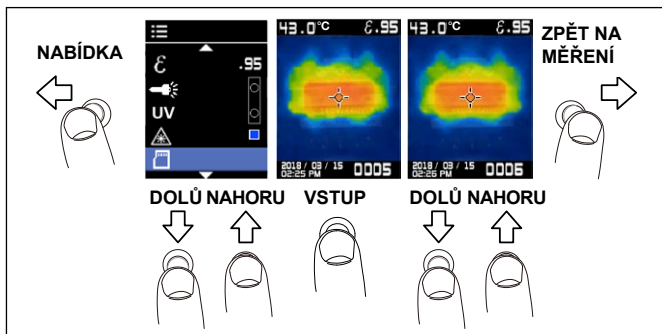 NABÍDKA
ε .95
UV
43.0°C ε.95
2018 / 03 / 15
02:25 PM 0005
43.0°C ε.95
2018 / 03 / 15
02:26 PM 0006
ZPĚT NA
MĚŘENÍ
DOLŮ NAHORU
VSTUP
DOLŮ NAHORU